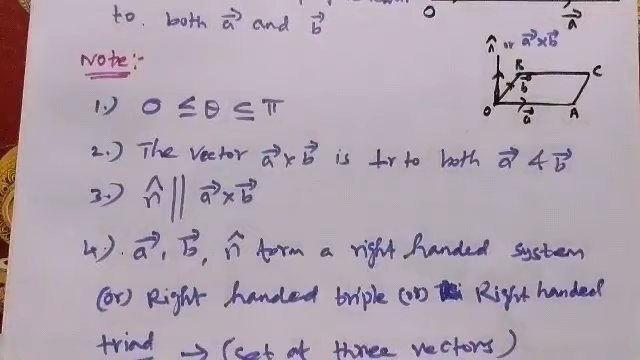 to. both a⃗ and b⃗
O
a⃗
Note:-
n̂ or a⃗×b⃗
B
C
b⃗
O
a⃗
A
1.) 0 ≤ θ ≤ π
2.) The vector a⃗×b⃗ is ⊥r to both a⃗ & b⃗
3.) n̂ || a⃗×b⃗
4.) a⃗, b⃗, n̂ form a right handed system
(or) Right handed triple (or) Right handed
triad → (set of three vectors)